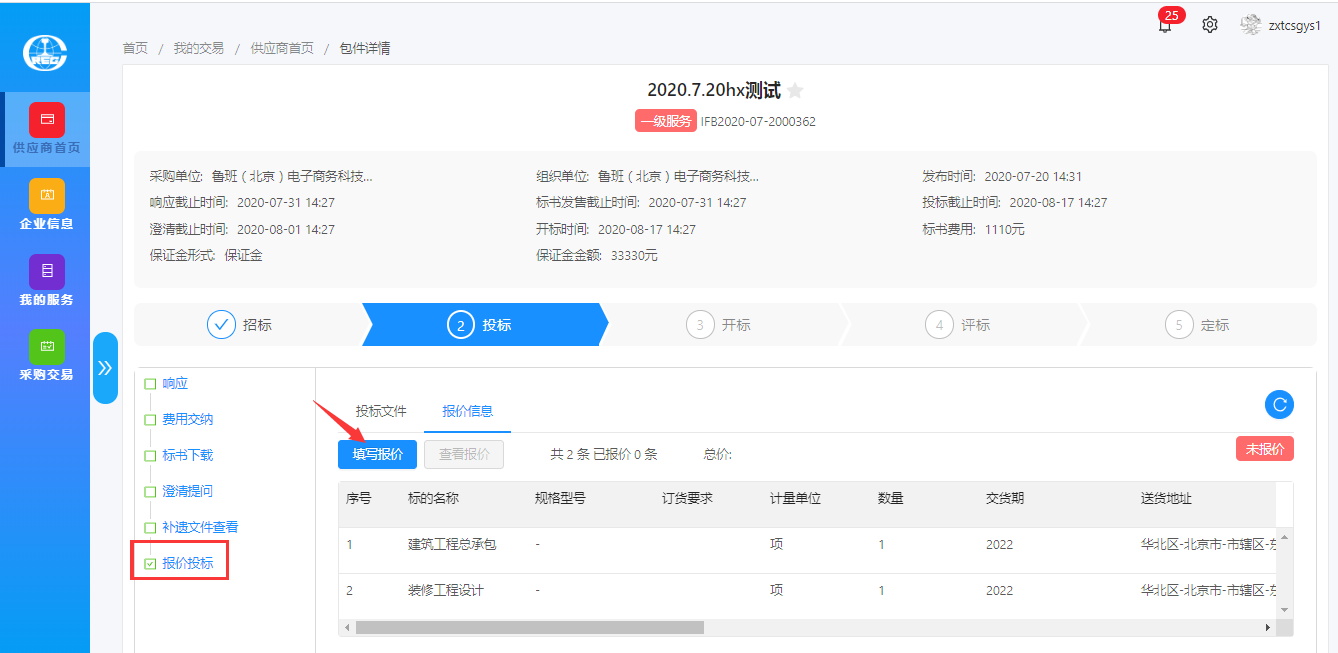 25
zxtcsgys1
首页 / 我的交易 / 供应商首页 / 包件详情
CREC
供应商首页
企业信息
我的服务
采购交易
2020.7.20hx测试
一级服务 IFB2020-07-2000362
采购单位: 鲁班（北京）电子商务科技... 组织单位: 鲁班（北京）电子商务科技... 发布时间: 2020-07-20 14:31
响应截止时间: 2020-07-31 14:27 标书发售截止时间: 2020-07-31 14:27 投标截止时间: 2020-08-17 14:27
澄清截止时间: 2020-08-01 14:27 开标时间: 2020-08-17 14:27 标书费用: 1110元
保证金形式: 保证金 保证金金额: 33330元
招标 2 投标 3 开标 4 评标 5 定标
响应
费用交纳
标书下载
澄清提问
补遗文件查看
报价投标
投标文件 报价信息
填写报价 查看报价 共 2 条 已报价 0 条 总价: 未报价
序号 标的名称 规格型号 订货要求 计量单位 数量 交货期 送货地址
1 建筑工程总承包 - 项 1 2022 华北区-北京市-市辖区-
2 装修工程设计 - 项 1 2022 华北区-北京市-市辖区-